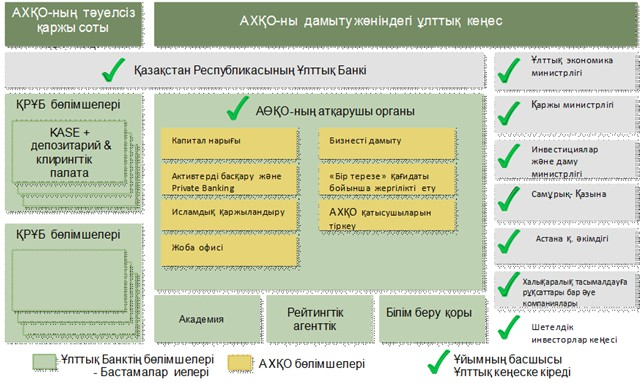 АХҚО-ның тәуелсіз
қаржы соты
АХҚО-ны дамыту жөніндегі ұлттық кеңес
Қазақстан Республикасының Ұлттық Банкі
ҚРҰБ бөлімшелері
KASE +
депозитарий &
клирингтік
палата
ҚРҰБ бөлімшелері
АӨҚО-ның атқарушы органы
Капитал нарығы
Бизнесті дамыту
Активтерді басқару және
Private Banking
«Бір терезе» қағидаты
бойынша жергілікті ету
Исламдық қаржыландыру
АХҚО қатысушыларын
тіркеу
Жоба офисі
Академия
Рейтингтік
агенттік
Білім беру қоры
Ұлттық экономика
министрлігі
Қаржы министрлігі
Инвестициялар
және даму
министрлігі
Самұрық- Қазына
Астана қ. әкімдігі
Халықаралық тасымалдауға
рұқсаттары бар әуе
компаниялары
Шетелдік
инвесторлар кеңесі
Ұлттық Банктің бөлімшелері
- Бастамалар иелері
АХҚО бөлімшелері
Ұйымның басшысы
Ұлттық кеңеске кіреді